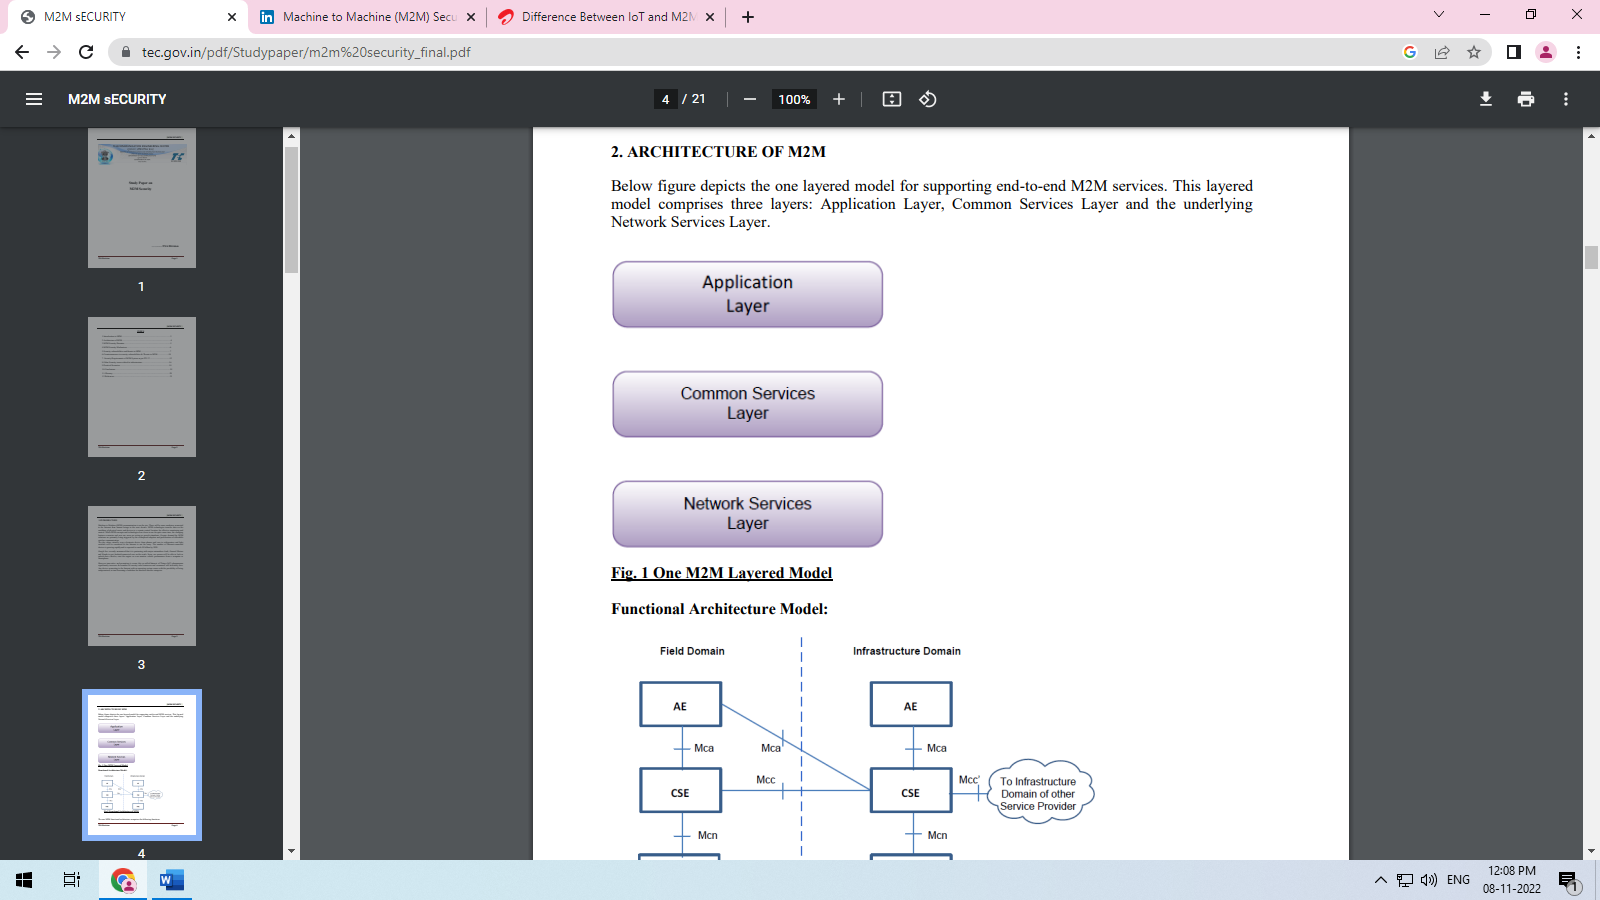 M2M sECURITY
Machine to Machine (M2M) Secu
Difference Between IoT and M2M
tec.gov.in/pdf/Studypaper/m2m%20security_final.pdf
M2M sECURITY
4 / 21
100%
1
2
3
4
2. ARCHITECTURE OF M2M
Below figure depicts the one layered model for supporting end-to-end M2M services. This layered
model comprises three layers: Application Layer, Common Services Layer and the underlying
Network Services Layer.
Application
Layer
Common Services
Layer
Network Services
Layer
Fig. 1 One M2M Layered Model
Functional Architecture Model:
Field Domain
Infrastructure Domain
AE
AE
Mca
Mca
Mca
Mcc
Mcc'
CSE
CSE
To Infrastructure
Domain of other
Service Provider
Mcn
Mcn
ENG
12:08 PM
08-11-2022
1